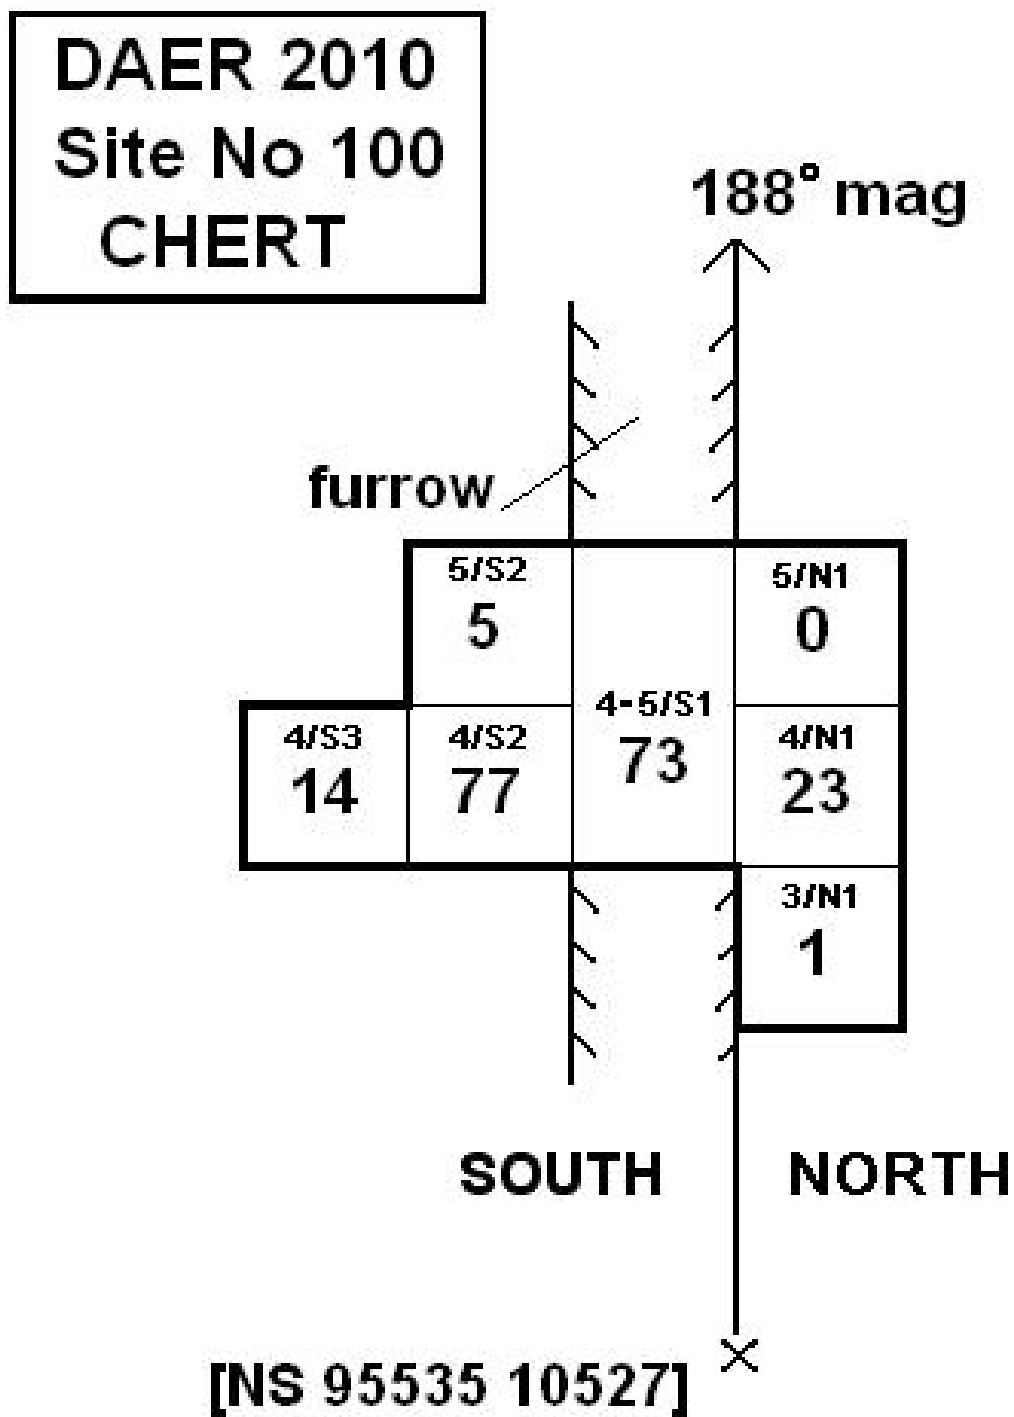 DAER 2010
Site No 100
CHERT
188° mag
furrow
5/S2
5
5/N1
0
4-5/S1
73
4/S3
14
4/S2
77
4/N1
23
3/N1
1
SOUTH
NORTH
[NS 95535 10527]